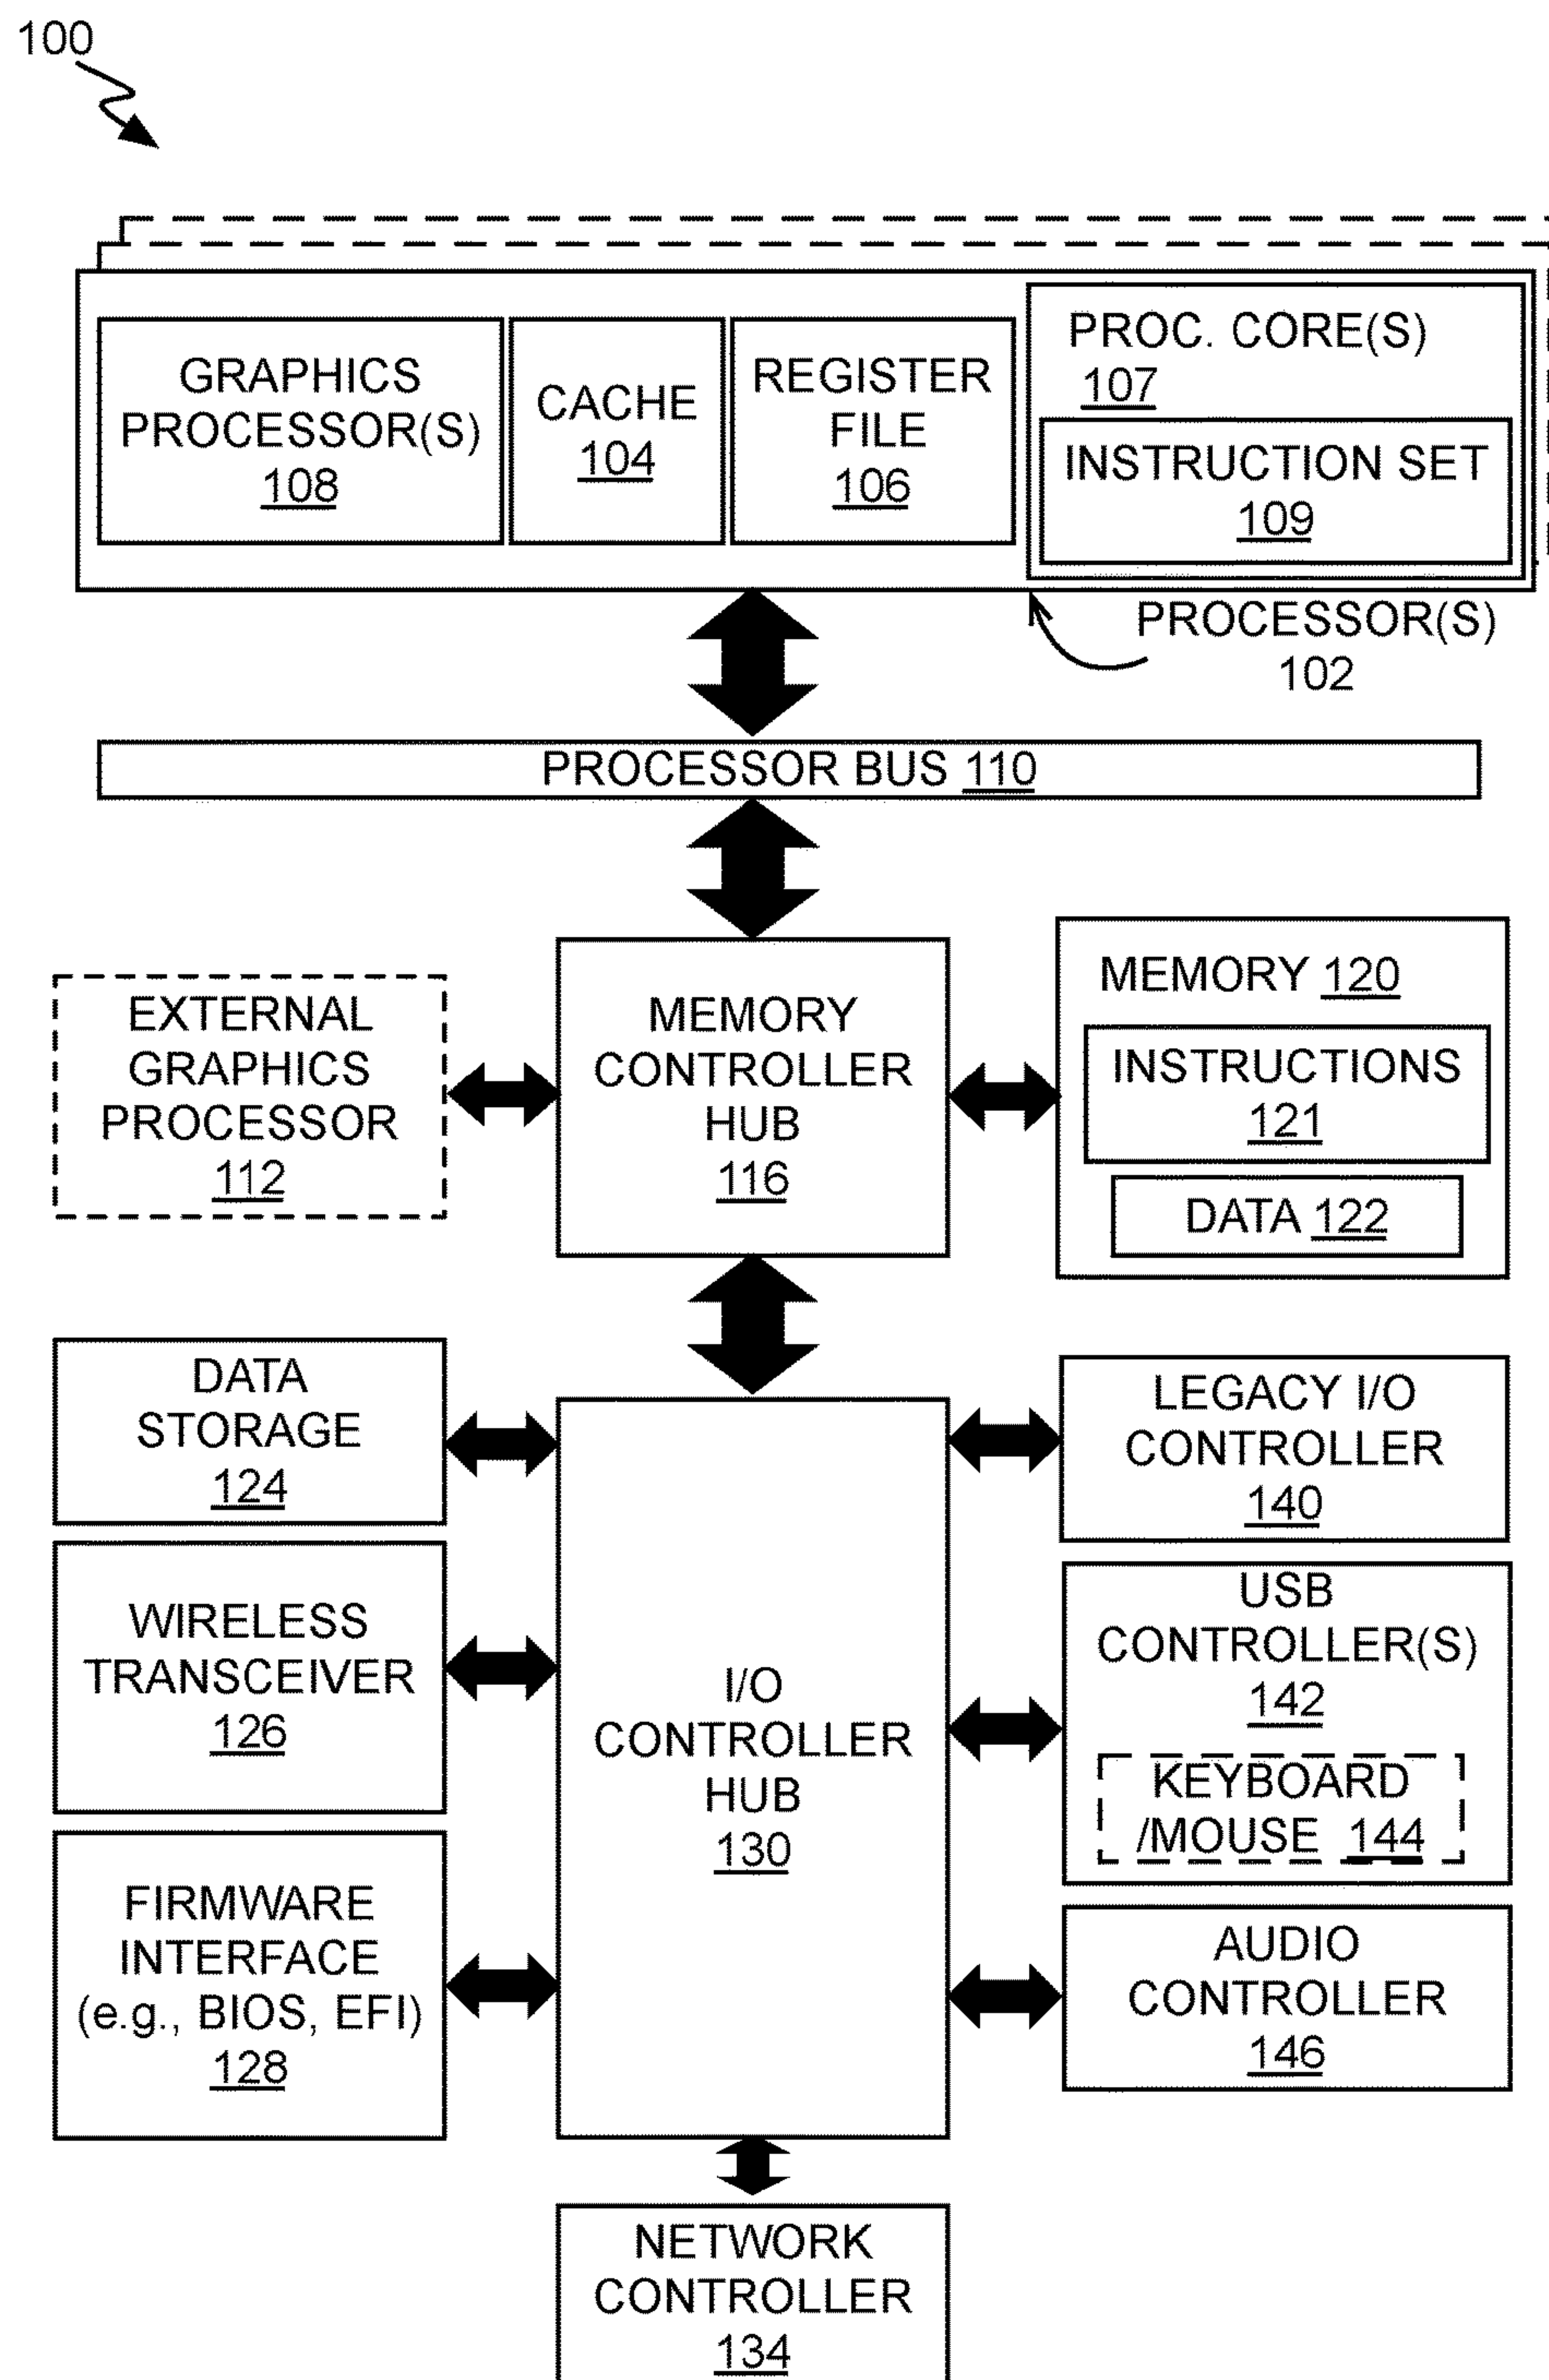 100
GRAPHICS
PROCESSOR(S)
108
CACHE
104
REGISTER
FILE
106
PROC. CORE(S)
107
INSTRUCTION SET
109
PROCESSOR(S)
102
PROCESSOR BUS 110
EXTERNAL
GRAPHICS
PROCESSOR
112
MEMORY
CONTROLLER
HUB
116
MEMORY 120
INSTRUCTIONS
121
DATA 122
DATA
STORAGE
124
WIRELESS
TRANSCEIVER
126
FIRMWARE
INTERFACE
(e.g., BIOS, EFI)
128
I/O
CONTROLLER
HUB
130
LEGACY I/O
CONTROLLER
140
USB
CONTROLLER(S)
142
KEYBOARD
/MOUSE 144
AUDIO
CONTROLLER
146
NETWORK
CONTROLLER
134